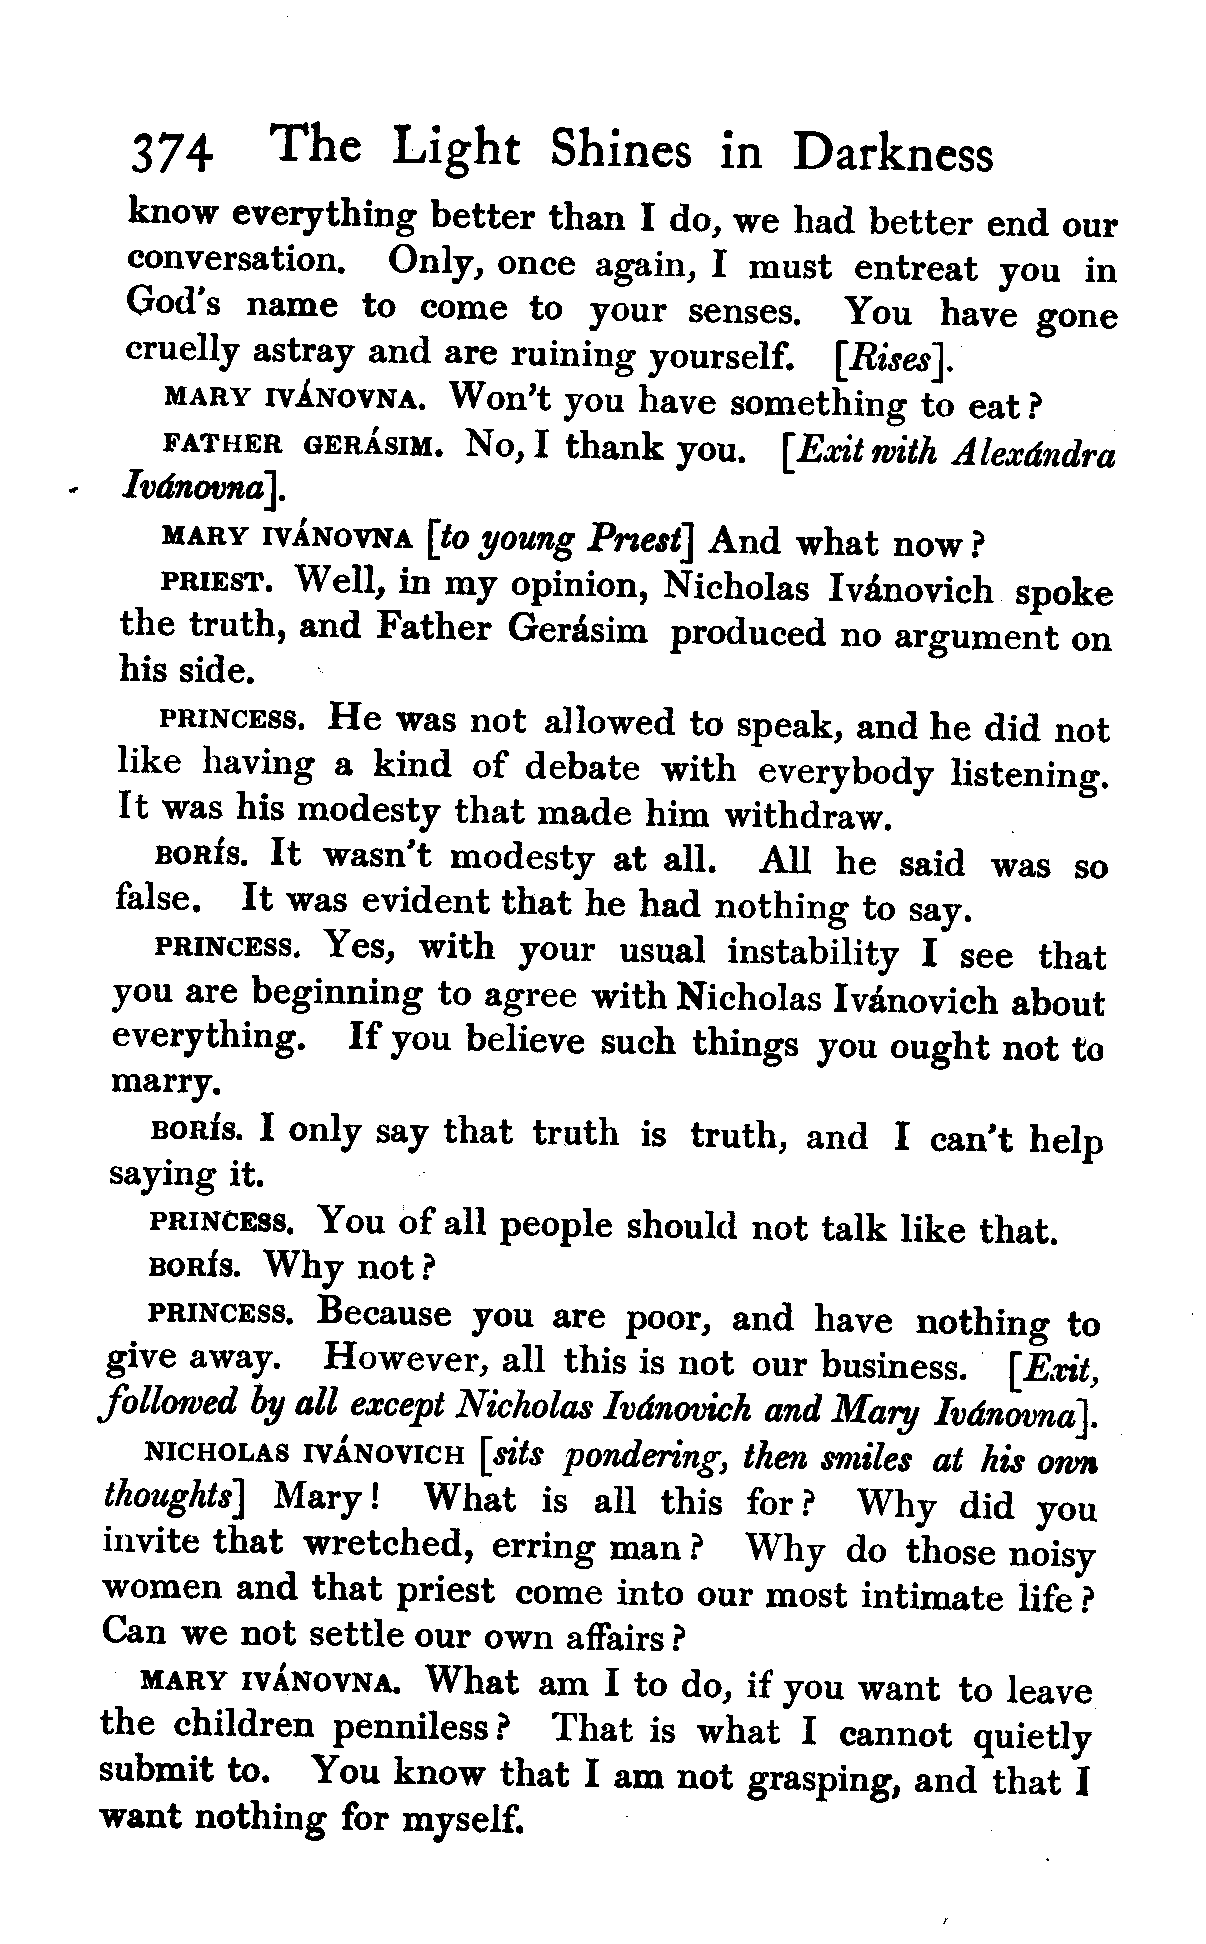 374 The Light Shines in Darkness
know everything better than I do, we had better end our
conversation. Only, once again, I must entreat you in
God's name to come to your senses. You have gone
cruelly astray and are ruining yourself. [Rises].
MARY IVÁNOVNA. Won't you have something to eat?
FATHER GERÁSIM. No, I thank you. [Exit with Alexándra
Ivánovna].
MARY IVÁNOVNA [to young Priest] And what now?
PRIEST. Well, in my opinion, Nicholas Ivánovich spoke
the truth, and Father Gerásim produced no argument on
his side.
PRINCESS. He was not allowed to speak, and he did not
like having a kind of debate with everybody listening.
It was his modesty that made him withdraw.
BORÍS. It wasn't modesty at all. All he said was so
false. It was evident that he had nothing to say.
PRINCESS. Yes, with your usual instability I see that
you are beginning to agree with Nicholas Ivánovich about
everything. If you believe such things you ought not to
marry.
BORÍS. I only say that truth is truth, and I can't help
saying it.
PRINCESS. You of all people should not talk like that.
BORÍS. Why not?
PRINCESS. Because you are poor, and have nothing to
give away. However, all this is not our business. [Exit,
followed by all except Nicholas Ivánovich and Mary Ivánovna].
NICHOLAS IVÁNOVICH [sits pondering, then smiles at his own
thoughts] Mary! What is all this for? Why did you
invite that wretched, erring man? Why do those noisy
women and that priest come into our most intimate life?
Can we not settle our own affairs?
MARY IVÁNOVNA. What am I to do, if you want to leave
the children penniless? That is what I cannot quietly
submit to. You know that I am not grasping, and that I
want nothing for myself.